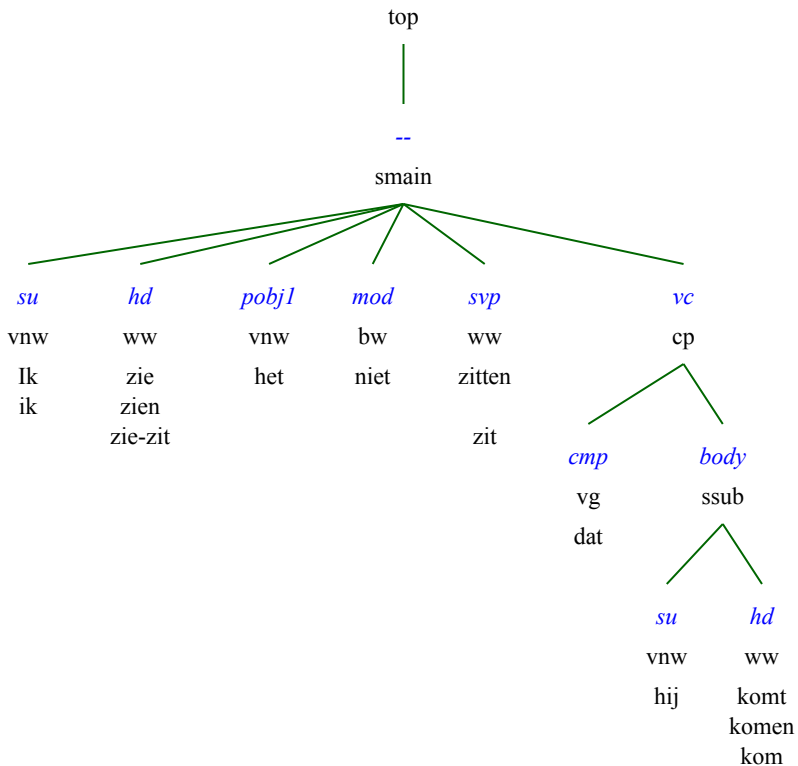 top
--
smain
su hd pobj1 mod svp vc
vnw ww vnw bw ww cp
Ik zie het niet zitten
ik zien
zie-zit zit
cmp body
vg ssub
dat
su hd
vnw ww
hij komt
komen
kom